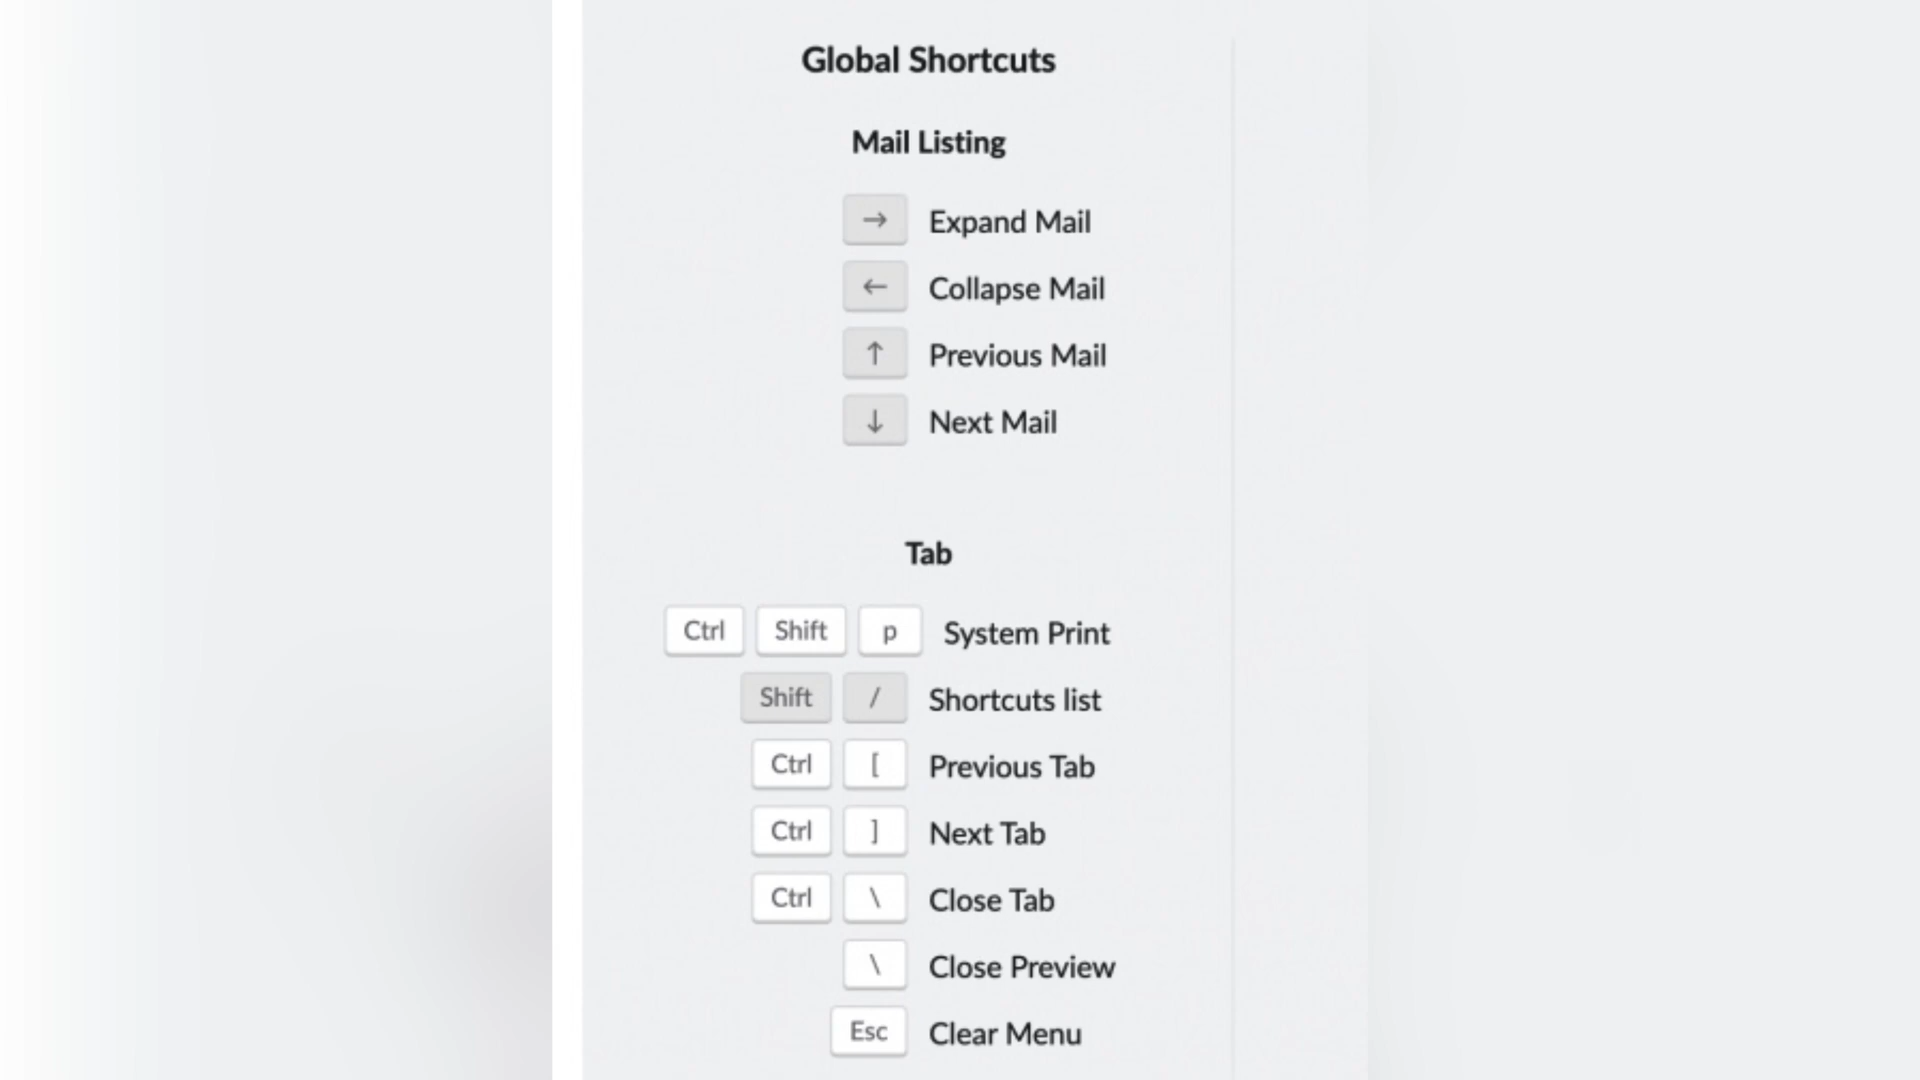 Global Shortcuts
Mail Listing
→ Expand Mail
← Collapse Mail
↑ Previous Mail
↓ Next Mail
Tab
Ctrl Shift p System Print
Shift / Shortcuts list
Ctrl [ Previous Tab
Ctrl ] Next Tab
Ctrl \ Close Tab
\ Close Preview
Esc Clear Menu